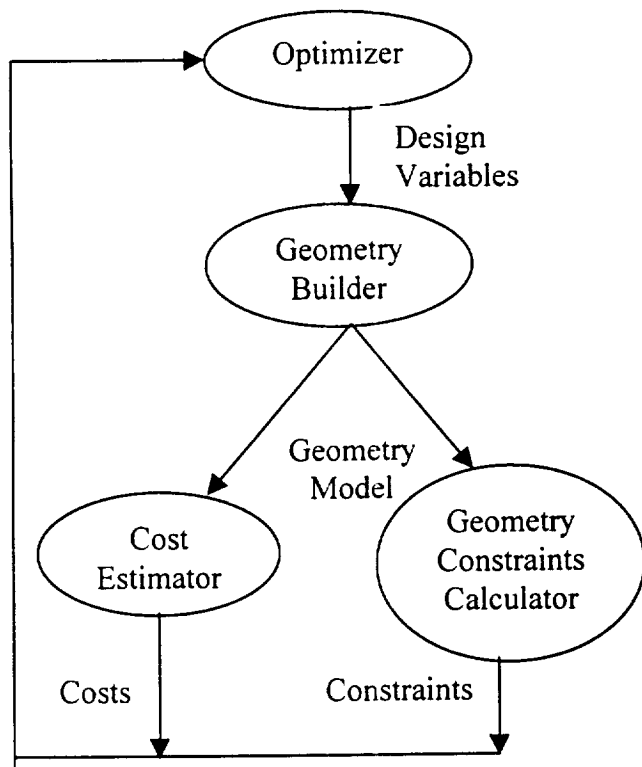 Optimizer
Design
Variables
Geometry
Builder
Geometry
Model
Cost
Estimator
Geometry
Constraints
Calculator
Costs
Constraints